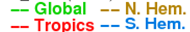 -- Global -- N. Hem.
-- Tropics -- S. Hem.